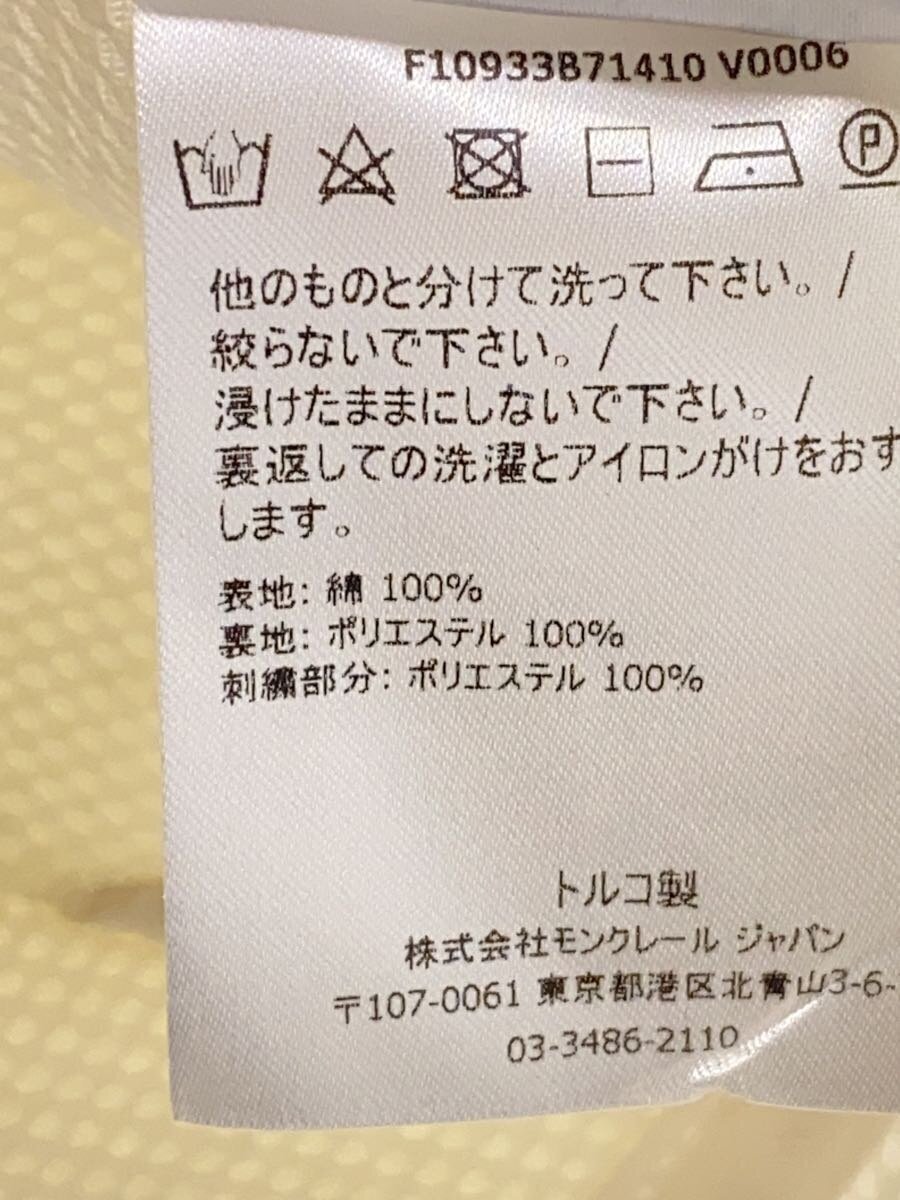 F10933B71410 V0006
P
他のものと分けて洗って下さい。/
絞らないで下さい。/
浸けたままにしないで下さい。/
裏返しての洗濯とアイロンがけをおす
します。
表地: 綿 100%
裏地: ポリエステル 100%
刺繍部分: ポリエステル 100%
トルコ製
株式会社モンクレール ジャパン
〒107-0061 東京都港区北青山3-6-
03-3486-2110